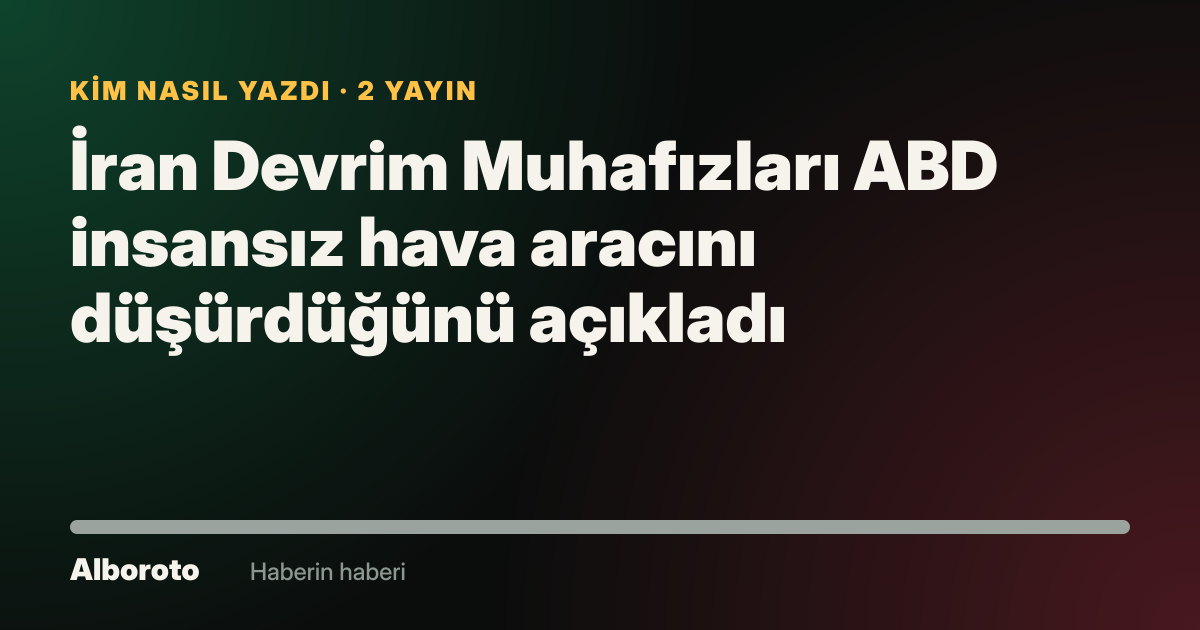 KİM NASIL YAZDI · 2 YAYIN
İran Devrim Muhafızları ABD
insansız hava aracını
düşürdüğünü açıkladı
Alboroto Haberin haberi